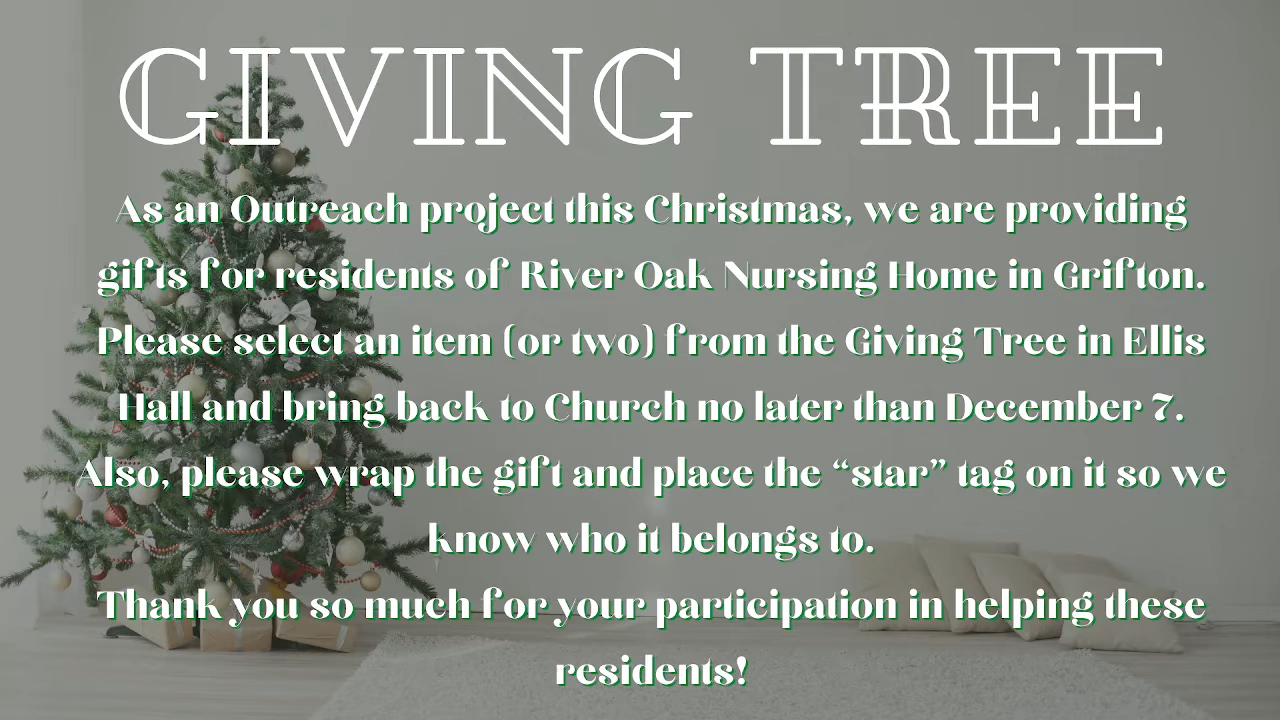 GIVING TREE
As an Outreach project this Christmas, we are providing
gifts for residents of River Oak Nursing Home in Grifton.
Please select an item (or two) from the Giving Tree in Ellis
Hall and bring back to Church no later than December 7.
Also, please wrap the gift and place the “star” tag on it so we
know who it belongs to.
Thank you so much for your participation in helping these
residents!